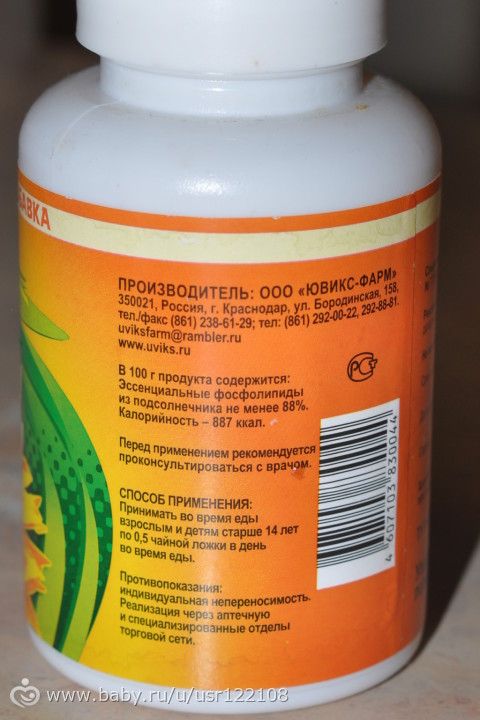 БАВКА
ПРОИЗВОДИТЕЛЬ: ООО «ЮВИКС-ФАРМ»
350021, Россия, г. Краснодар, ул. Бородинская, 158,
тел./факс (861) 238-61-29; тел: (861) 292-00-22, 292-88-81.
uviksfarm@rambler.ru
www.uviks.ru
В 100 г продукта содержится:
Эссенциальные фосфолипиды
из подсолнечника не менее 88%.
Калорийность – 887 ккал.
РСТ
Перед применением рекомендуется
проконсультироваться с врачом.
СПОСОБ ПРИМЕНЕНИЯ:
Принимать во время еды
взрослым и детям старше 14 лет
по 0,5 чайной ложки в день
во время еды.
4 607103 830044
Противопоказания:
индивидуальная непереносимость.
Реализация через аптечную
и специализированные отделы
торговой сети.
www.baby.ru/u/usr122108